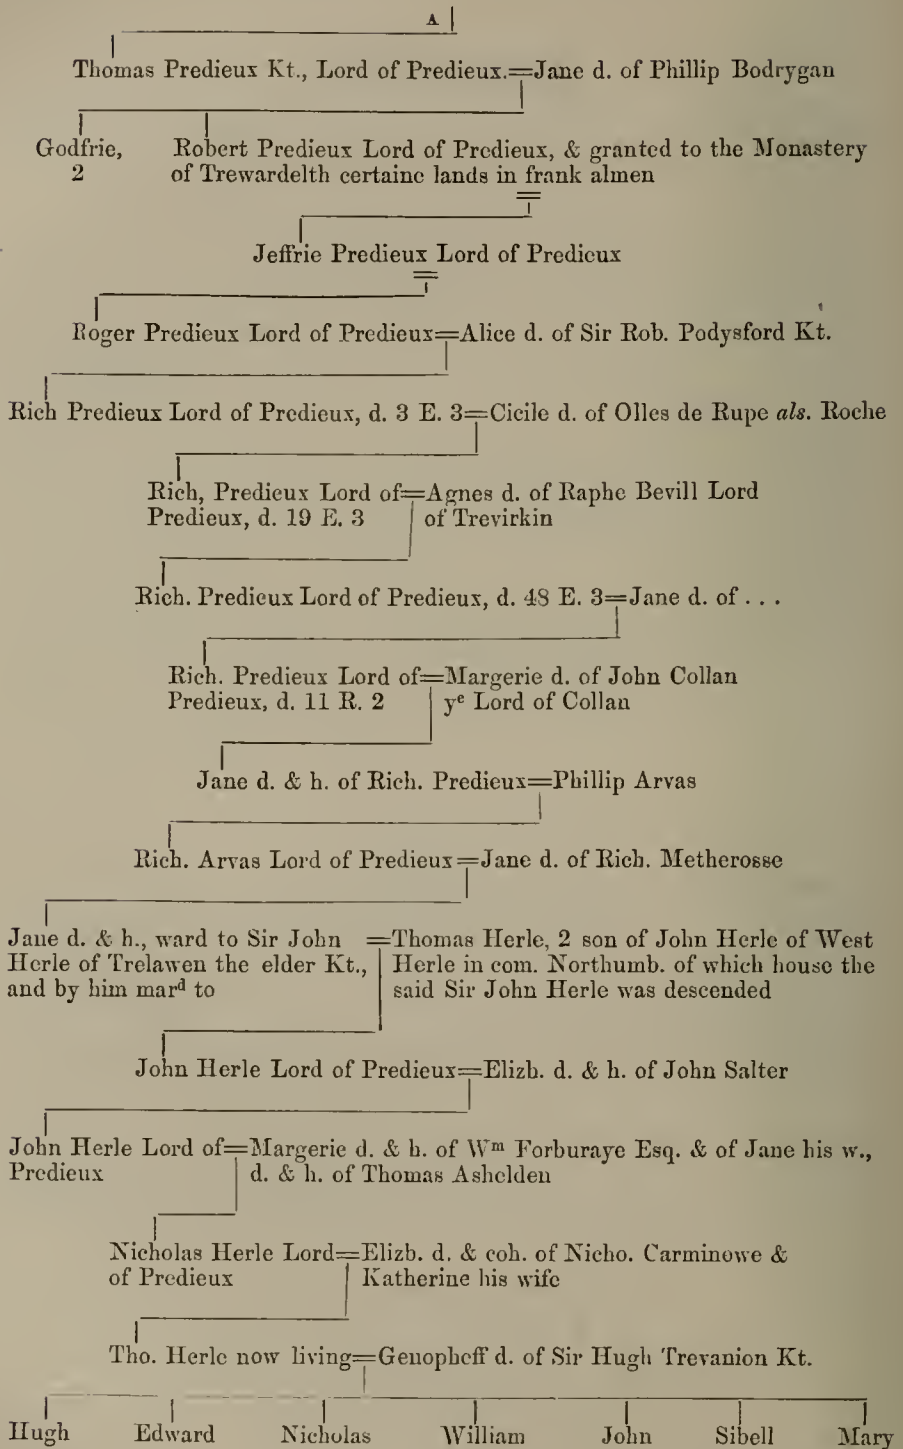 A
Thomas Predieux Kt., Lord of Predieux.=Jane d. of Phillip Bodrygan
Godfrie, 2
Robert Predieux Lord of Predieux, & granted to the Monastery
of Trewardelth certaine lands in frank almen
=
Jeffrie Predieux Lord of Predieux
=
Roger Predieux Lord of Predieux=Alice d. of Sir Rob. Podysford Kt.
Rich Predieux Lord of Predieux, d. 3 E. 3=Cicile d. of Olles de Rupe als. Roche
Rich, Predieux Lord of=Agnes d. of Raphe Bevill Lord
Predieux, d. 19 E. 3 of Trevirkin
Rich. Predieux Lord of Predieux, d. 48 E. 3=Jane d. of . . .
Rich. Predieux Lord of=Margerie d. of John Collan
Predieux, d. 11 R. 2 yᵉ Lord of Collan
Jane d. & h. of Rich. Predieux=Phillip Arvas
Rich. Arvas Lord of Predieux=Jane d. of Rich. Metherosse
Jane d. & h., ward to Sir John =Thomas Herle, 2 son of John Herle of West
Herle of Trelawen the elder Kt., Herle in com. Northumb. of which house the
and by him marᵈ to said Sir John Herle was descended
John Herle Lord of Predieux=Elizb. d. & h. of John Salter
John Herle Lord of=Margerie d. & h. of Wᵐ Forburaye Esq. & of Jane his w.,
Predieux d. & h. of Thomas Ashelden
Nicholas Herle Lord=Elizb. d. & coh. of Nicho. Carminowe &
of Predieux Katherine his wife
Tho. Herle now living=Genopheff d. of Sir Hugh Trevanion Kt.
Hugh Edward Nicholas William John Sibell Mary